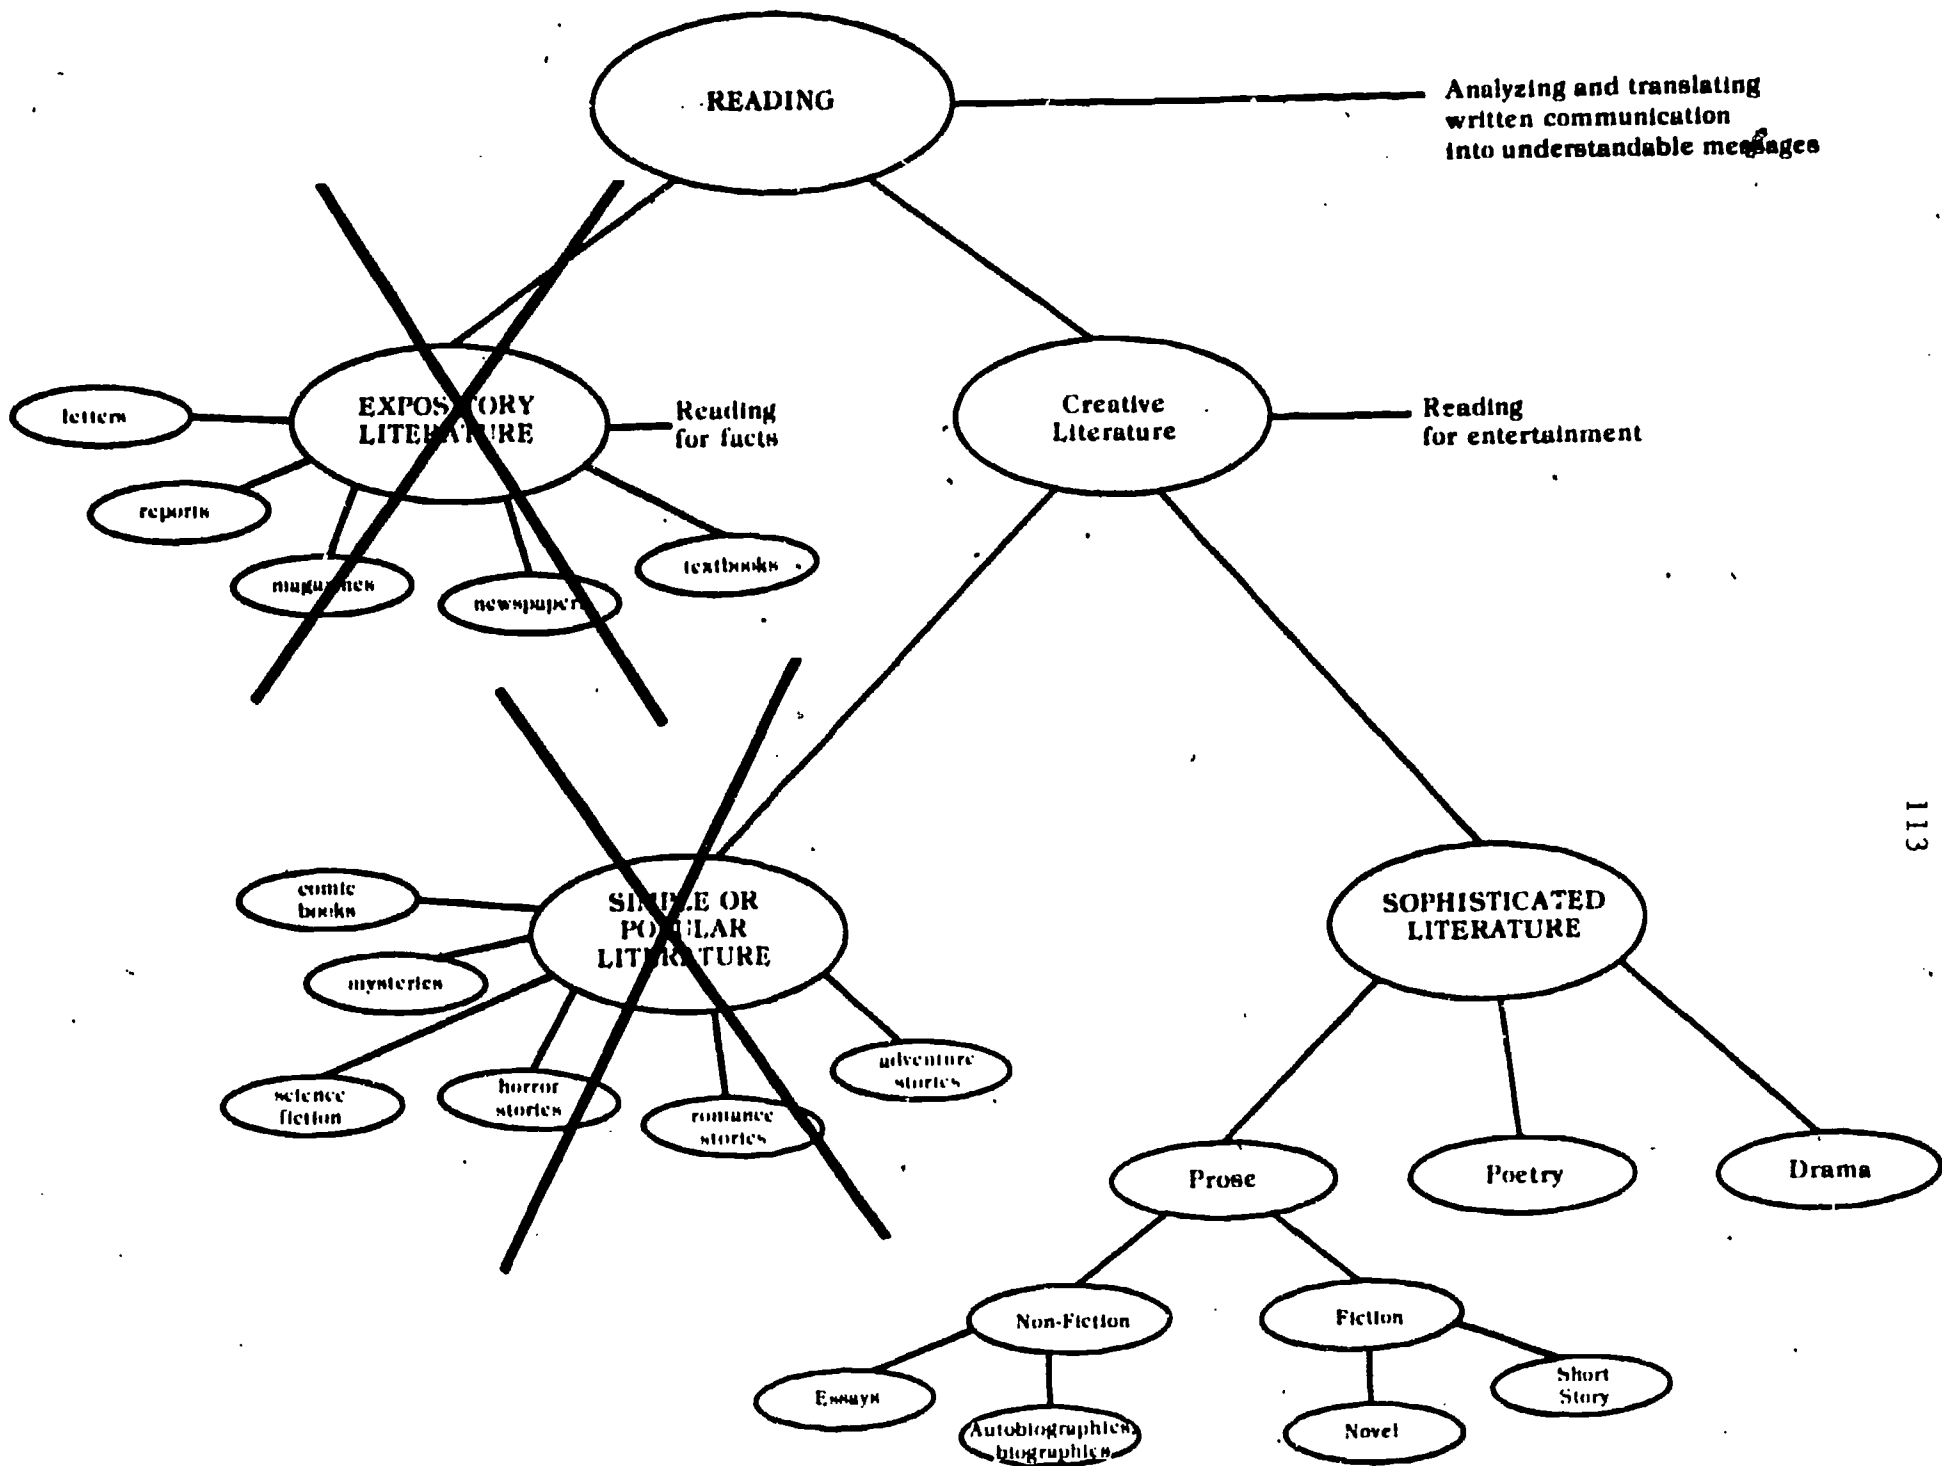 READING
Analyzing and translating
written communication
into understandable messages
EXPOSITORY
LITERATURE
Reading
for facts
letters
reports
magazines
newspapers
textbooks
Creative
Literature
Reading
for entertainment
SIMPLE OR
POPULAR
LITERATURE
comic
books
mysteries
science
fiction
horror
stories
romance
stories
adventure
stories
SOPHISTICATED
LITERATURE
Prose
Poetry
Drama
Non-Fiction
Fiction
Essays
Autobiographies,
biographies
Novel
Short
Story
113